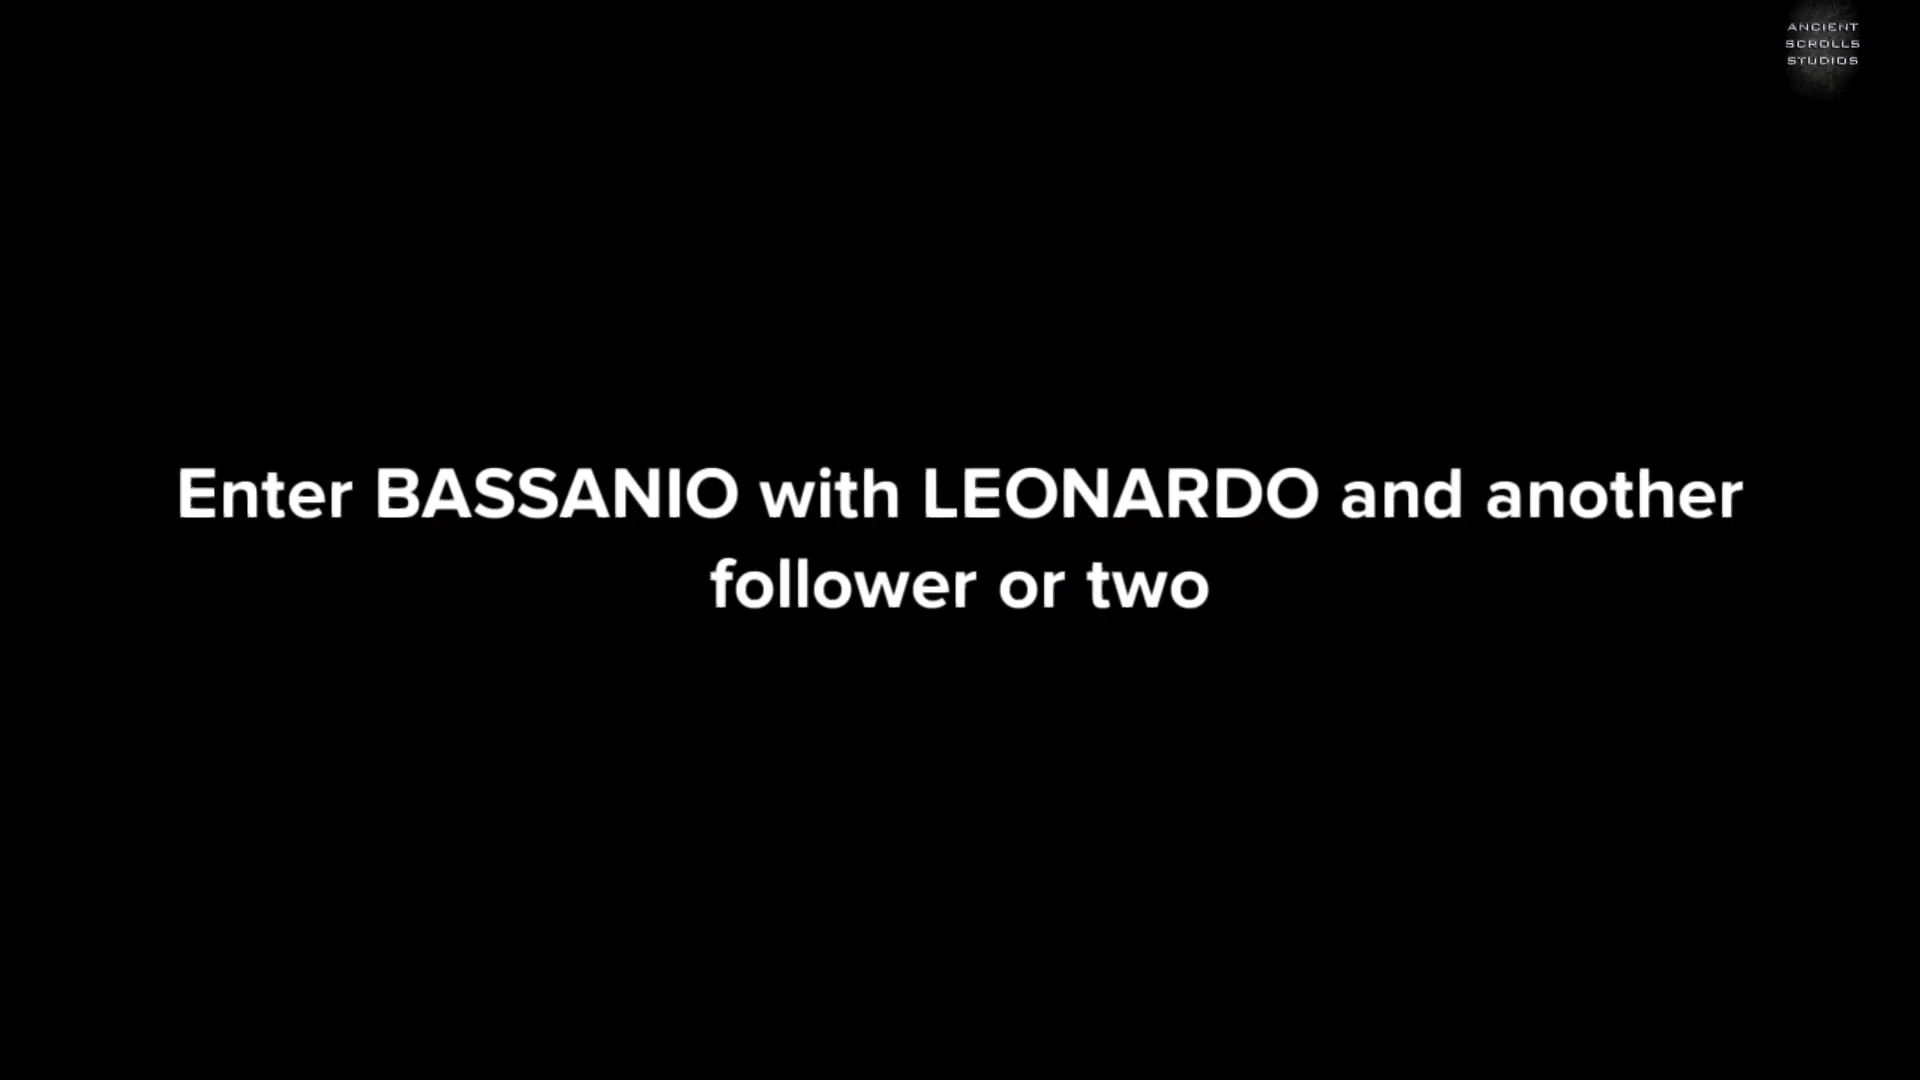 ANCIENT
SCROLLS
STUDIOS
Enter BASSANIO with LEONARDO and another
follower or two